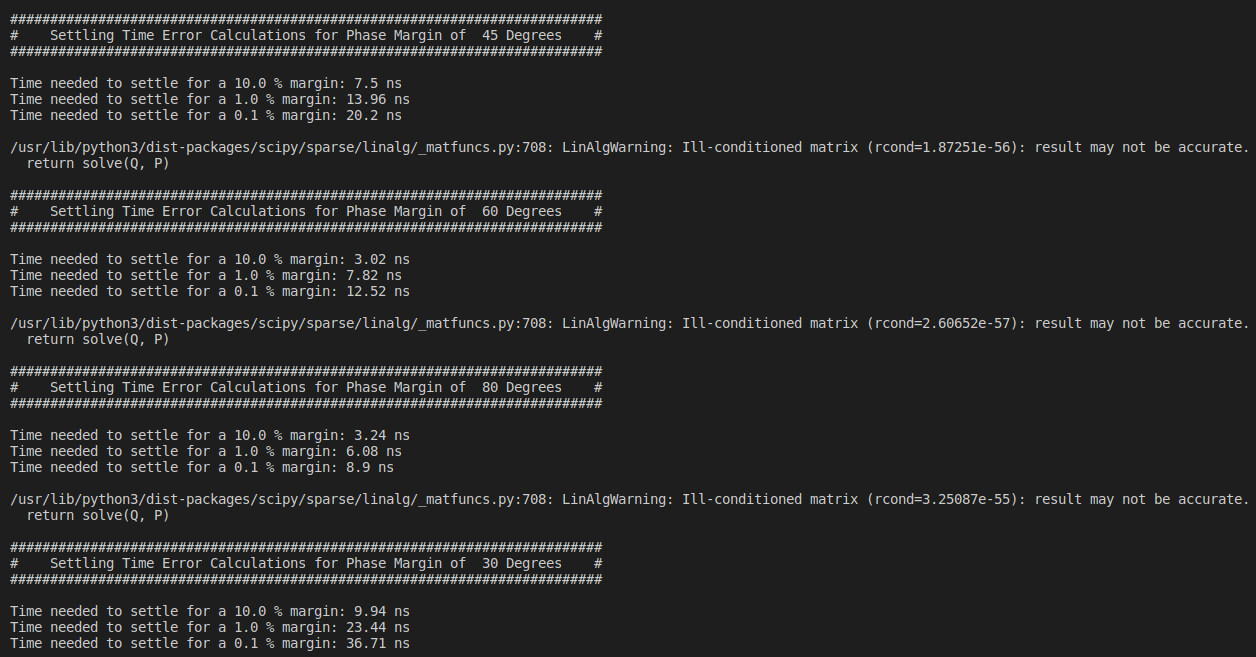 ##########################################################################
#    Settling Time Error Calculations for Phase Margin of  45 Degrees    #
##########################################################################
Time needed to settle for a 10.0 % margin: 7.5 ns
Time needed to settle for a 1.0 % margin: 13.96 ns
Time needed to settle for a 0.1 % margin: 20.2 ns
/usr/lib/python3/dist-packages/scipy/sparse/linalg/_matfuncs.py:708: LinAlgWarning: Ill-conditioned matrix (rcond=1.87251e-56): result may not be accurate.
  return solve(Q, P)
##########################################################################
#    Settling Time Error Calculations for Phase Margin of  60 Degrees    #
##########################################################################
Time needed to settle for a 10.0 % margin: 3.02 ns
Time needed to settle for a 1.0 % margin: 7.82 ns
Time needed to settle for a 0.1 % margin: 12.52 ns
/usr/lib/python3/dist-packages/scipy/sparse/linalg/_matfuncs.py:708: LinAlgWarning: Ill-conditioned matrix (rcond=2.60652e-57): result may not be accurate.
  return solve(Q, P)
##########################################################################
#    Settling Time Error Calculations for Phase Margin of  80 Degrees    #
##########################################################################
Time needed to settle for a 10.0 % margin: 3.24 ns
Time needed to settle for a 1.0 % margin: 6.08 ns
Time needed to settle for a 0.1 % margin: 8.9 ns
/usr/lib/python3/dist-packages/scipy/sparse/linalg/_matfuncs.py:708: LinAlgWarning: Ill-conditioned matrix (rcond=3.25087e-55): result may not be accurate.
  return solve(Q, P)
##########################################################################
#    Settling Time Error Calculations for Phase Margin of  30 Degrees    #
##########################################################################
Time needed to settle for a 10.0 % margin: 9.94 ns
Time needed to settle for a 1.0 % margin: 23.44 ns
Time needed to settle for a 0.1 % margin: 36.71 ns